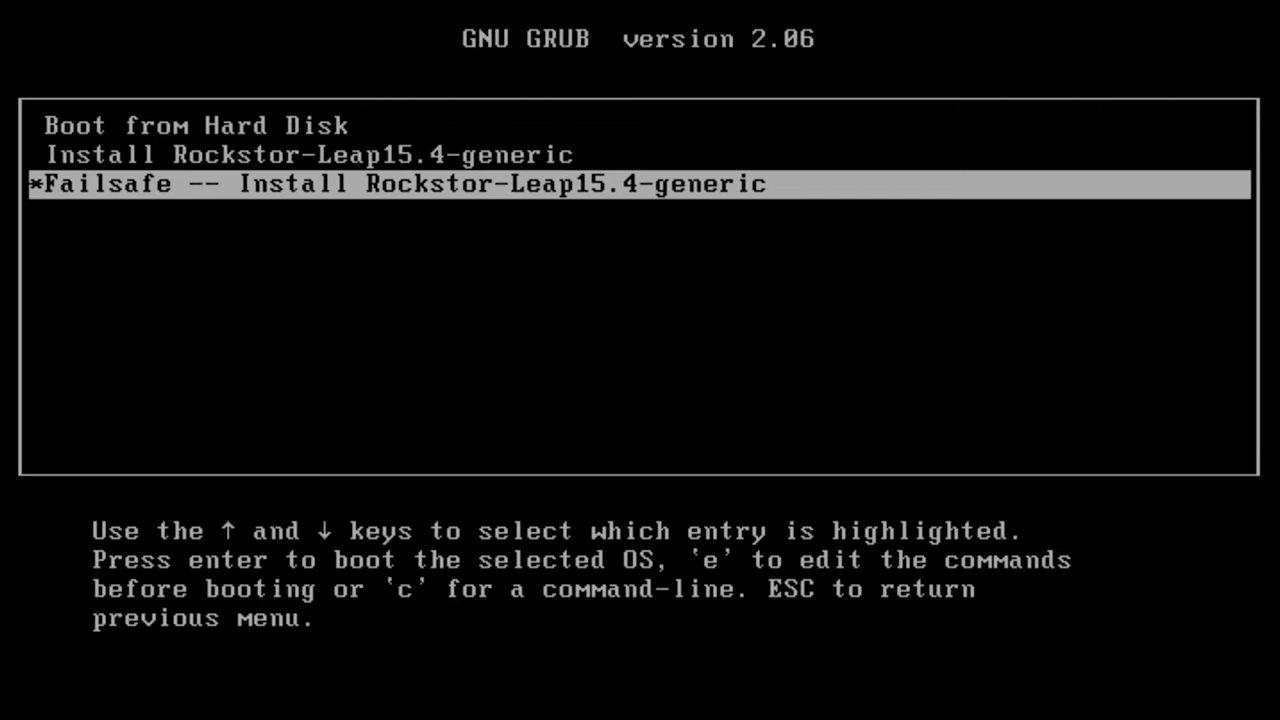 GNU GRUB  version 2.06
Boot from Hard Disk
Install Rockstor-Leap15.4-generic
*Failsafe -- Install Rockstor-Leap15.4-generic
Use the ↑ and ↓ keys to select which entry is highlighted.
Press enter to boot the selected OS, `e' to edit the commands
before booting or `c' for a command-line. ESC to return
previous menu.